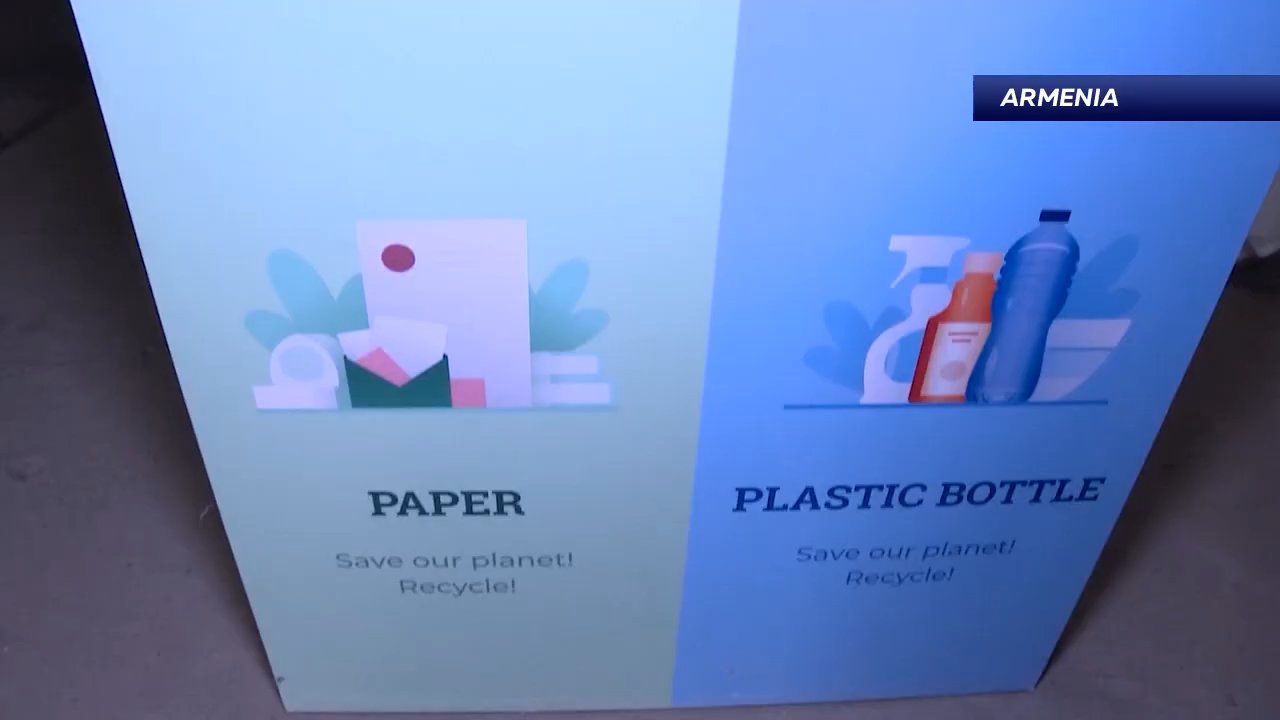 ARMENIA
PAPER
Save our planet!
Recycle!
PLASTIC BOTTLE
Save our planet!
Recycle!